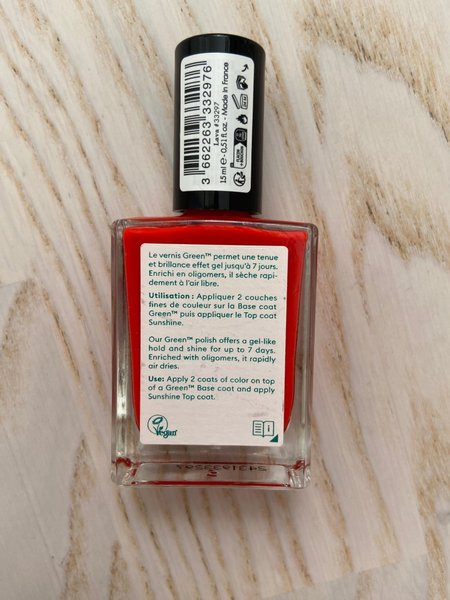 3 662263 332976
Lava #33297
15 ml e - 0.51 fl.oz. - Made in France
Le vernis Green™ permet une tenue
et brillance effet gel jusqu'à 7 jours.
Enrichi en oligomers, il sèche rapi-
dement à l'air libre.
Utilisation : Appliquer 2 couches
fines de couleur sur la Base coat
Green™ puis appliquer le Top coat
Sunshine.
Our Green™ polish offers a gel-like
hold and shine for up to 7 days.
Enriched with oligomers, it rapidly
air dries.
Use: Apply 2 coats of color on top
of a Green™ Base coat and apply
Sunshine Top coat.
Vegan
i